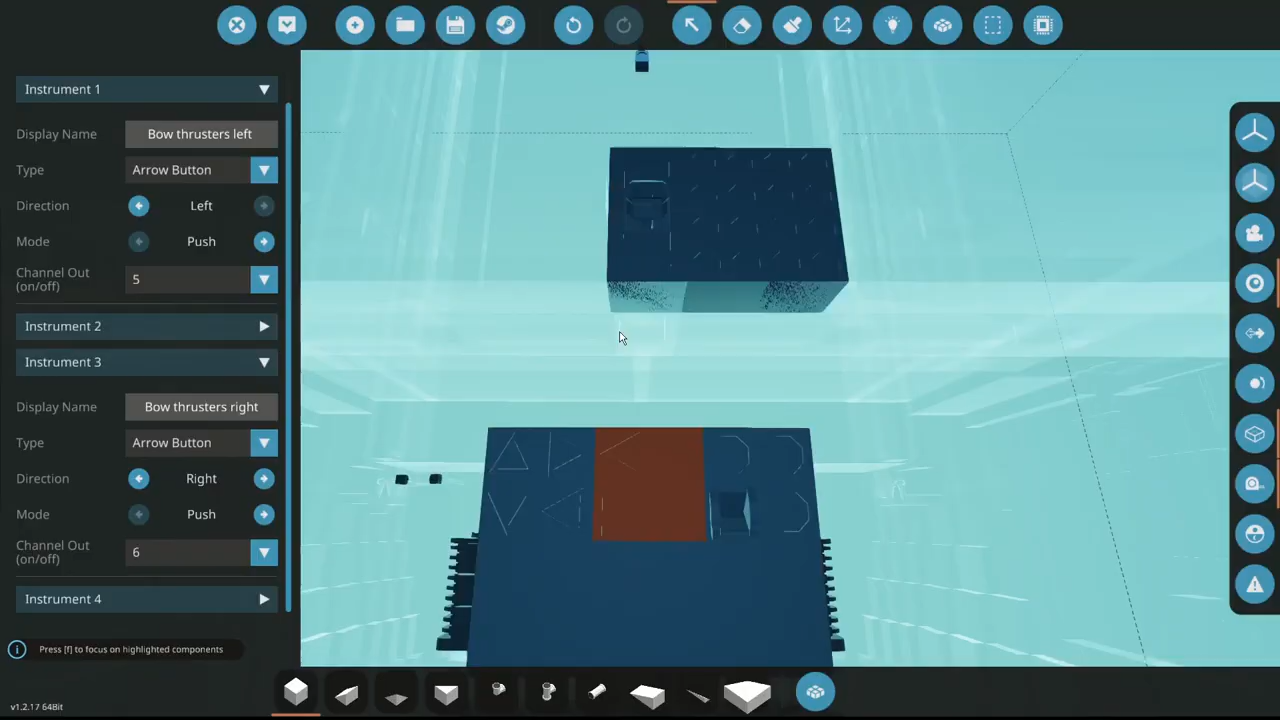 Instrument 1
Display Name
Bow thrusters left
Type
Arrow Button
Direction
Left
Mode
Push
Channel Out
(on/off)
5
Instrument 2
Instrument 3
Display Name
Bow thrusters right
Type
Arrow Button
Direction
Right
Mode
Push
Channel Out
(on/off)
6
Instrument 4
Press [f] to focus on highlighted components
v1.2.17 64Bit